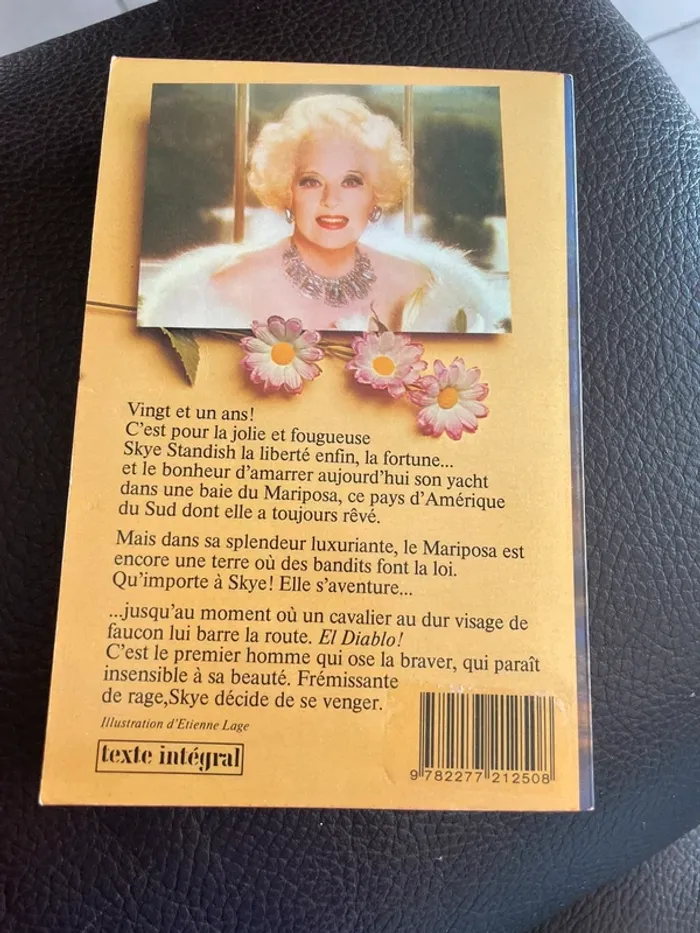 Vingt et un ans!
C'est pour la jolie et fougueuse
Skye Standish la liberté enfin, la fortune...
et le bonheur d'amarrer aujourd'hui son yacht
dans une baie du Mariposa, ce pays d'Amérique
du Sud dont elle a toujours rêvé.
Mais dans sa splendeur luxuriante, le Mariposa est
encore une terre où des bandits font la loi.
Qu'importe à Skye! Elle s'aventure...
...jusqu'au moment où un cavalier au dur visage de
faucon lui barre la route. El Diablo!
C'est le premier homme qui ose la braver, qui paraît
insensible à sa beauté. Frémissante
de rage,Skye décide de se venger.
Illustration d'Etienne Lage
texte intégral
9 782277 212508